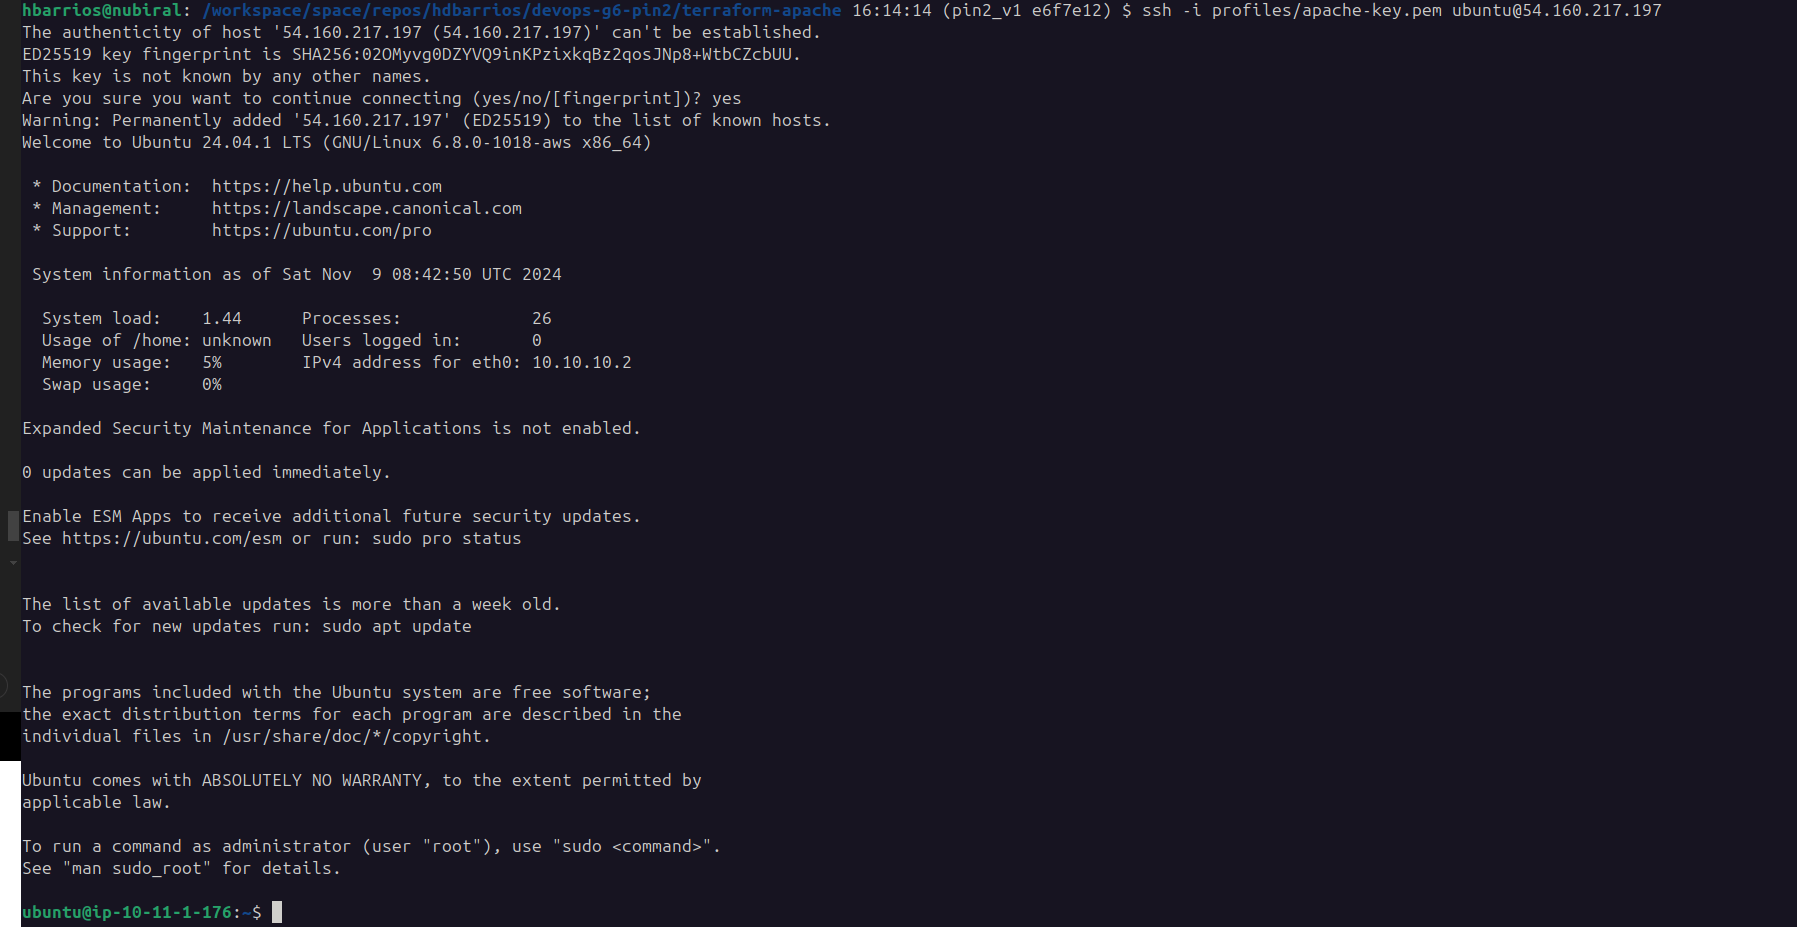 hbarrios@nubiral: /workspace/space/repos/hdbarrios/devops-g6-pin2/terraform-apache 16:14:14 (pin2_v1 e6f7e12) $ ssh -i profiles/apache-key.pem ubuntu@54.160.217.197
The authenticity of host '54.160.217.197 (54.160.217.197)' can't be established.
ED25519 key fingerprint is SHA256:02OMyvg0DZYVQ9inKPzixkqBz2qosJNp8+WtbCZcbUU.
This key is not known by any other names.
Are you sure you want to continue connecting (yes/no/[fingerprint])? yes
Warning: Permanently added '54.160.217.197' (ED25519) to the list of known hosts.
Welcome to Ubuntu 24.04.1 LTS (GNU/Linux 6.8.0-1018-aws x86_64)

 * Documentation:  https://help.ubuntu.com
 * Management:     https://landscape.canonical.com
 * Support:        https://ubuntu.com/pro

 System information as of Sat Nov  9 08:42:50 UTC 2024

  System load:    1.44      Processes:             26
  Usage of /home: unknown   Users logged in:       0
  Memory usage:   5%        IPv4 address for eth0: 10.10.10.2
  Swap usage:     0%

Expanded Security Maintenance for Applications is not enabled.

0 updates can be applied immediately.

Enable ESM Apps to receive additional future security updates.
See https://ubuntu.com/esm or run: sudo pro status

The list of available updates is more than a week old.
To check for new updates run: sudo apt update

The programs included with the Ubuntu system are free software;
the exact distribution terms for each program are described in the
individual files in /usr/share/doc/*/copyright.

Ubuntu comes with ABSOLUTELY NO WARRANTY, to the extent permitted by
applicable law.

To run a command as administrator (user "root"), use "sudo <command>".
See "man sudo_root" for details.

ubuntu@ip-10-11-1-176:~$